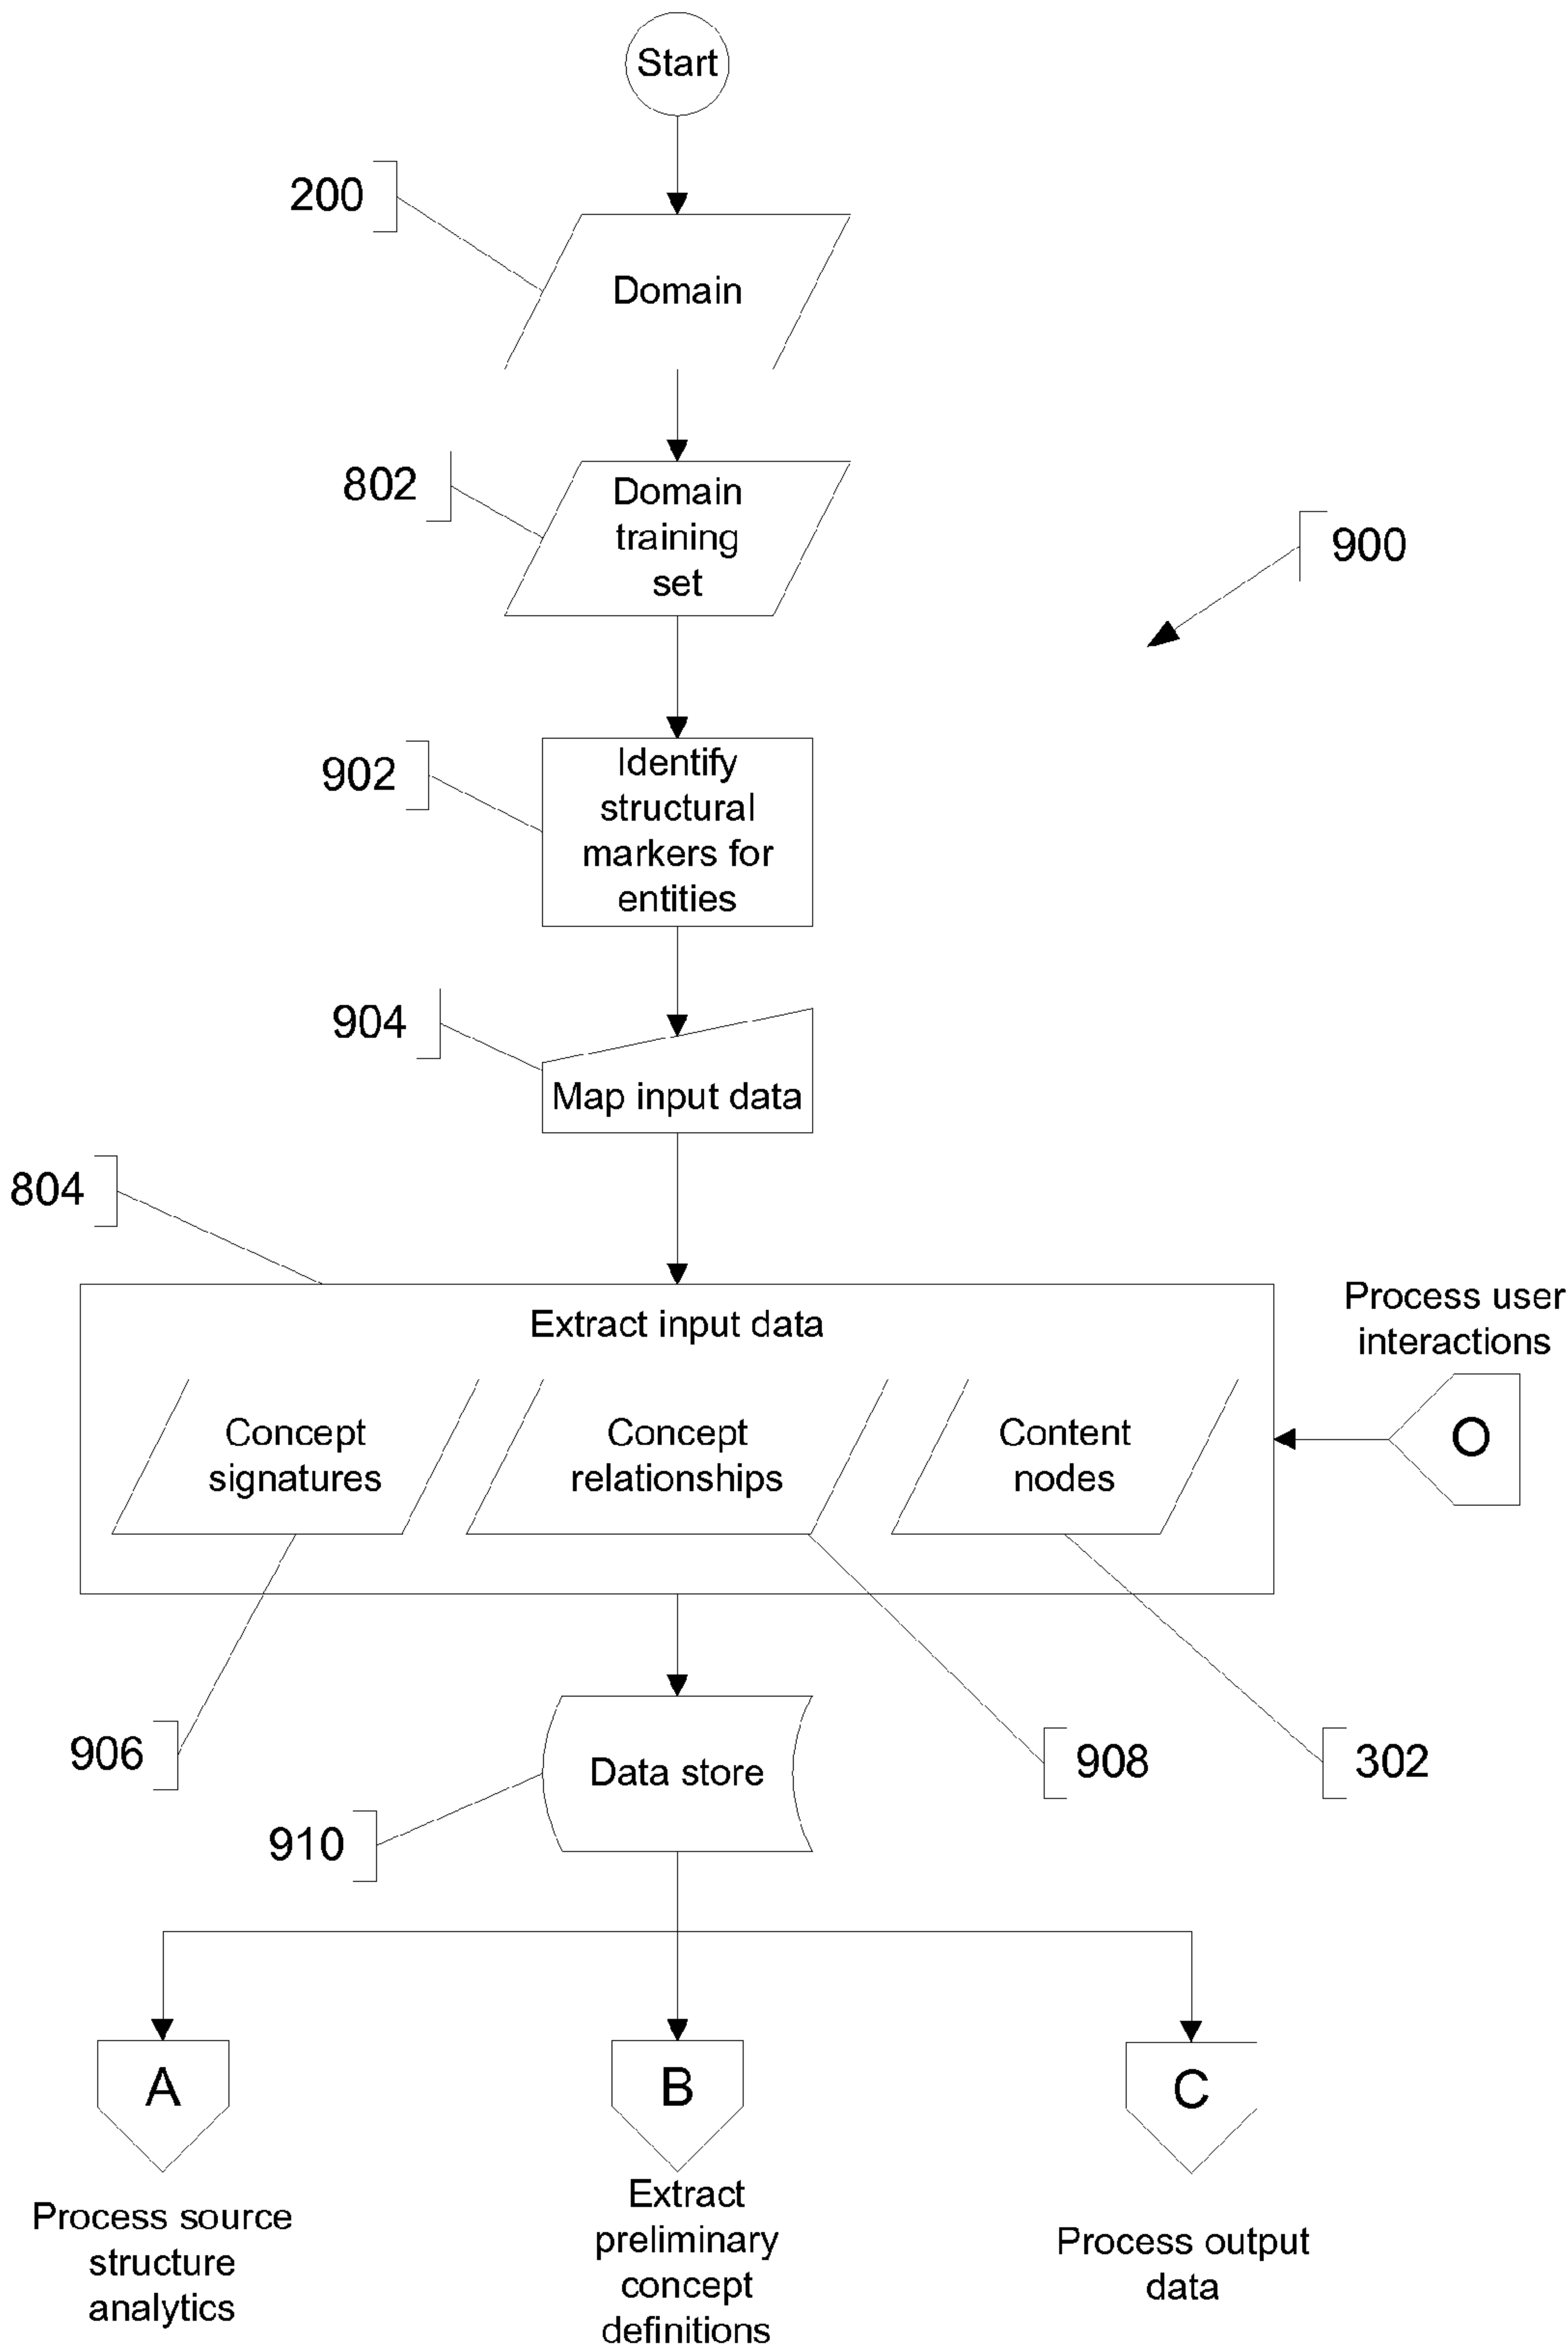 Start
200
Domain
802
Domain
training
set
900
902
Identify
structural
markers for
entities
904
Map input data
804
Extract input data
Process user
interactions
Concept
signatures
Concept
relationships
Content
nodes
O
906
Data store
908
302
910
A
B
C
Process source
structure
analytics
Extract
preliminary
concept
definitions
Process output
data